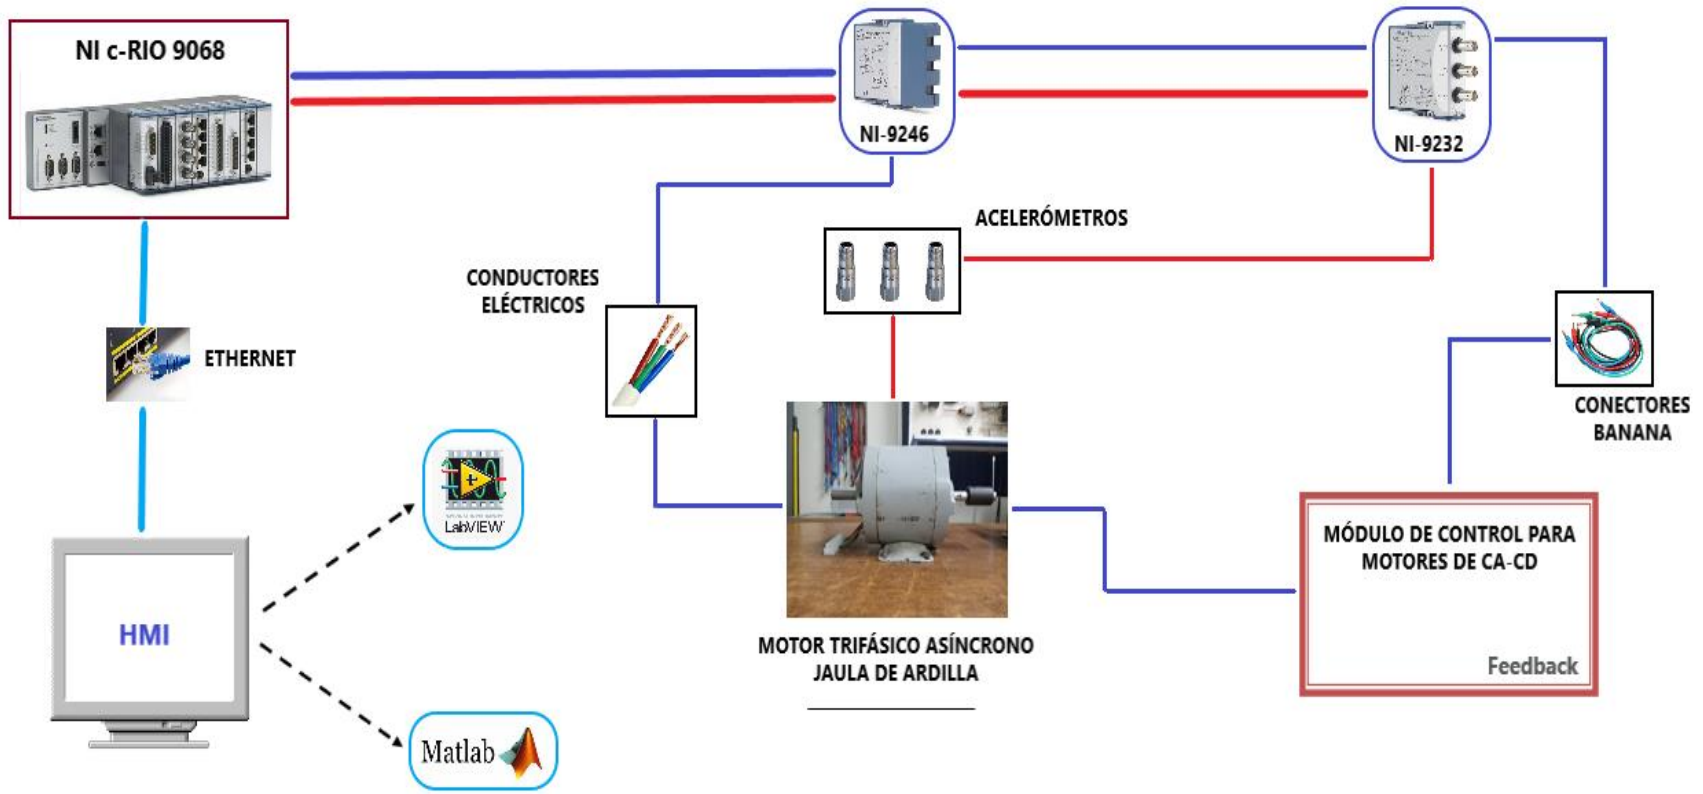 NI c-RIO 9068
NI-9246
NI-9232
ACELERÓMETROS
CONDUCTORES
ELÉCTRICOS
ETHERNET
CONECTORES
BANANA
LabVIEW
MÓDULO DE CONTROL PARA
MOTORES DE CA-CD
Feedback
HMI
MOTOR TRIFÁSICO ASÍNCRONO
JAULA DE ARDILLA
Matlab